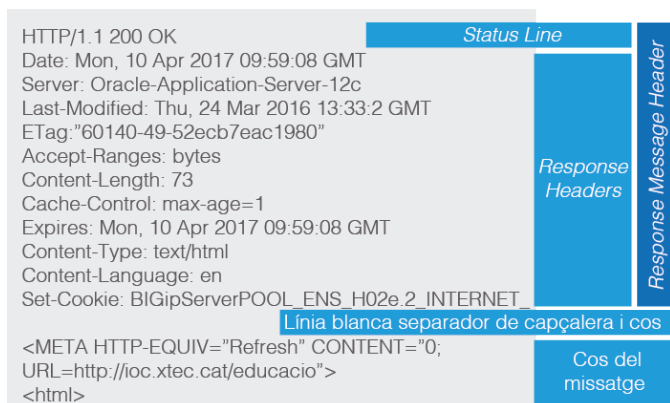 HTTP/1.1 200 OK
Status Line
Date: Mon, 10 Apr 2017 09:59:08 GMT
Server: Oracle-Application-Server-12c
Last-Modified: Thu, 24 Mar 2016 13:33:2 GMT
ETag:"60140-49-52ecb7eac1980"
Accept-Ranges: bytes
Content-Length: 73
Cache-Control: max-age=1
Expires: Mon, 10 Apr 2017 09:59:08 GMT
Content-Type: text/html
Content-Language: en
Set-Cookie: BIGipServerPOOL_ENS_H02e.2_INTERNET_
Response
Headers
Response Message Header
Línia blanca separador de capçalera i cos
<META HTTP-EQUIV="Refresh" CONTENT="0;
URL=http://ioc.xtec.cat/educacio">
<html>
Cos del
missatge